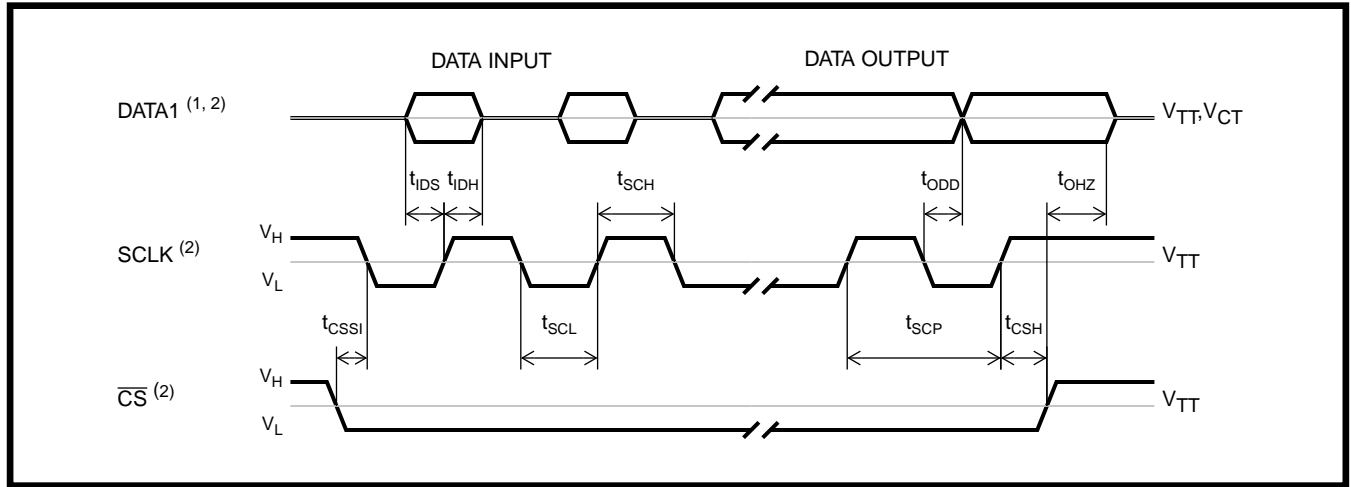 DATA INPUT DATA OUTPUT
DATA1 (1, 2) VTT,VCT
tIDS tIDH tSCH tODD tOHZ
VH
SCLK (2) VTT
VL
tCSSI tSCL tSCP tCSH
VH
CS (2) VTT
VL